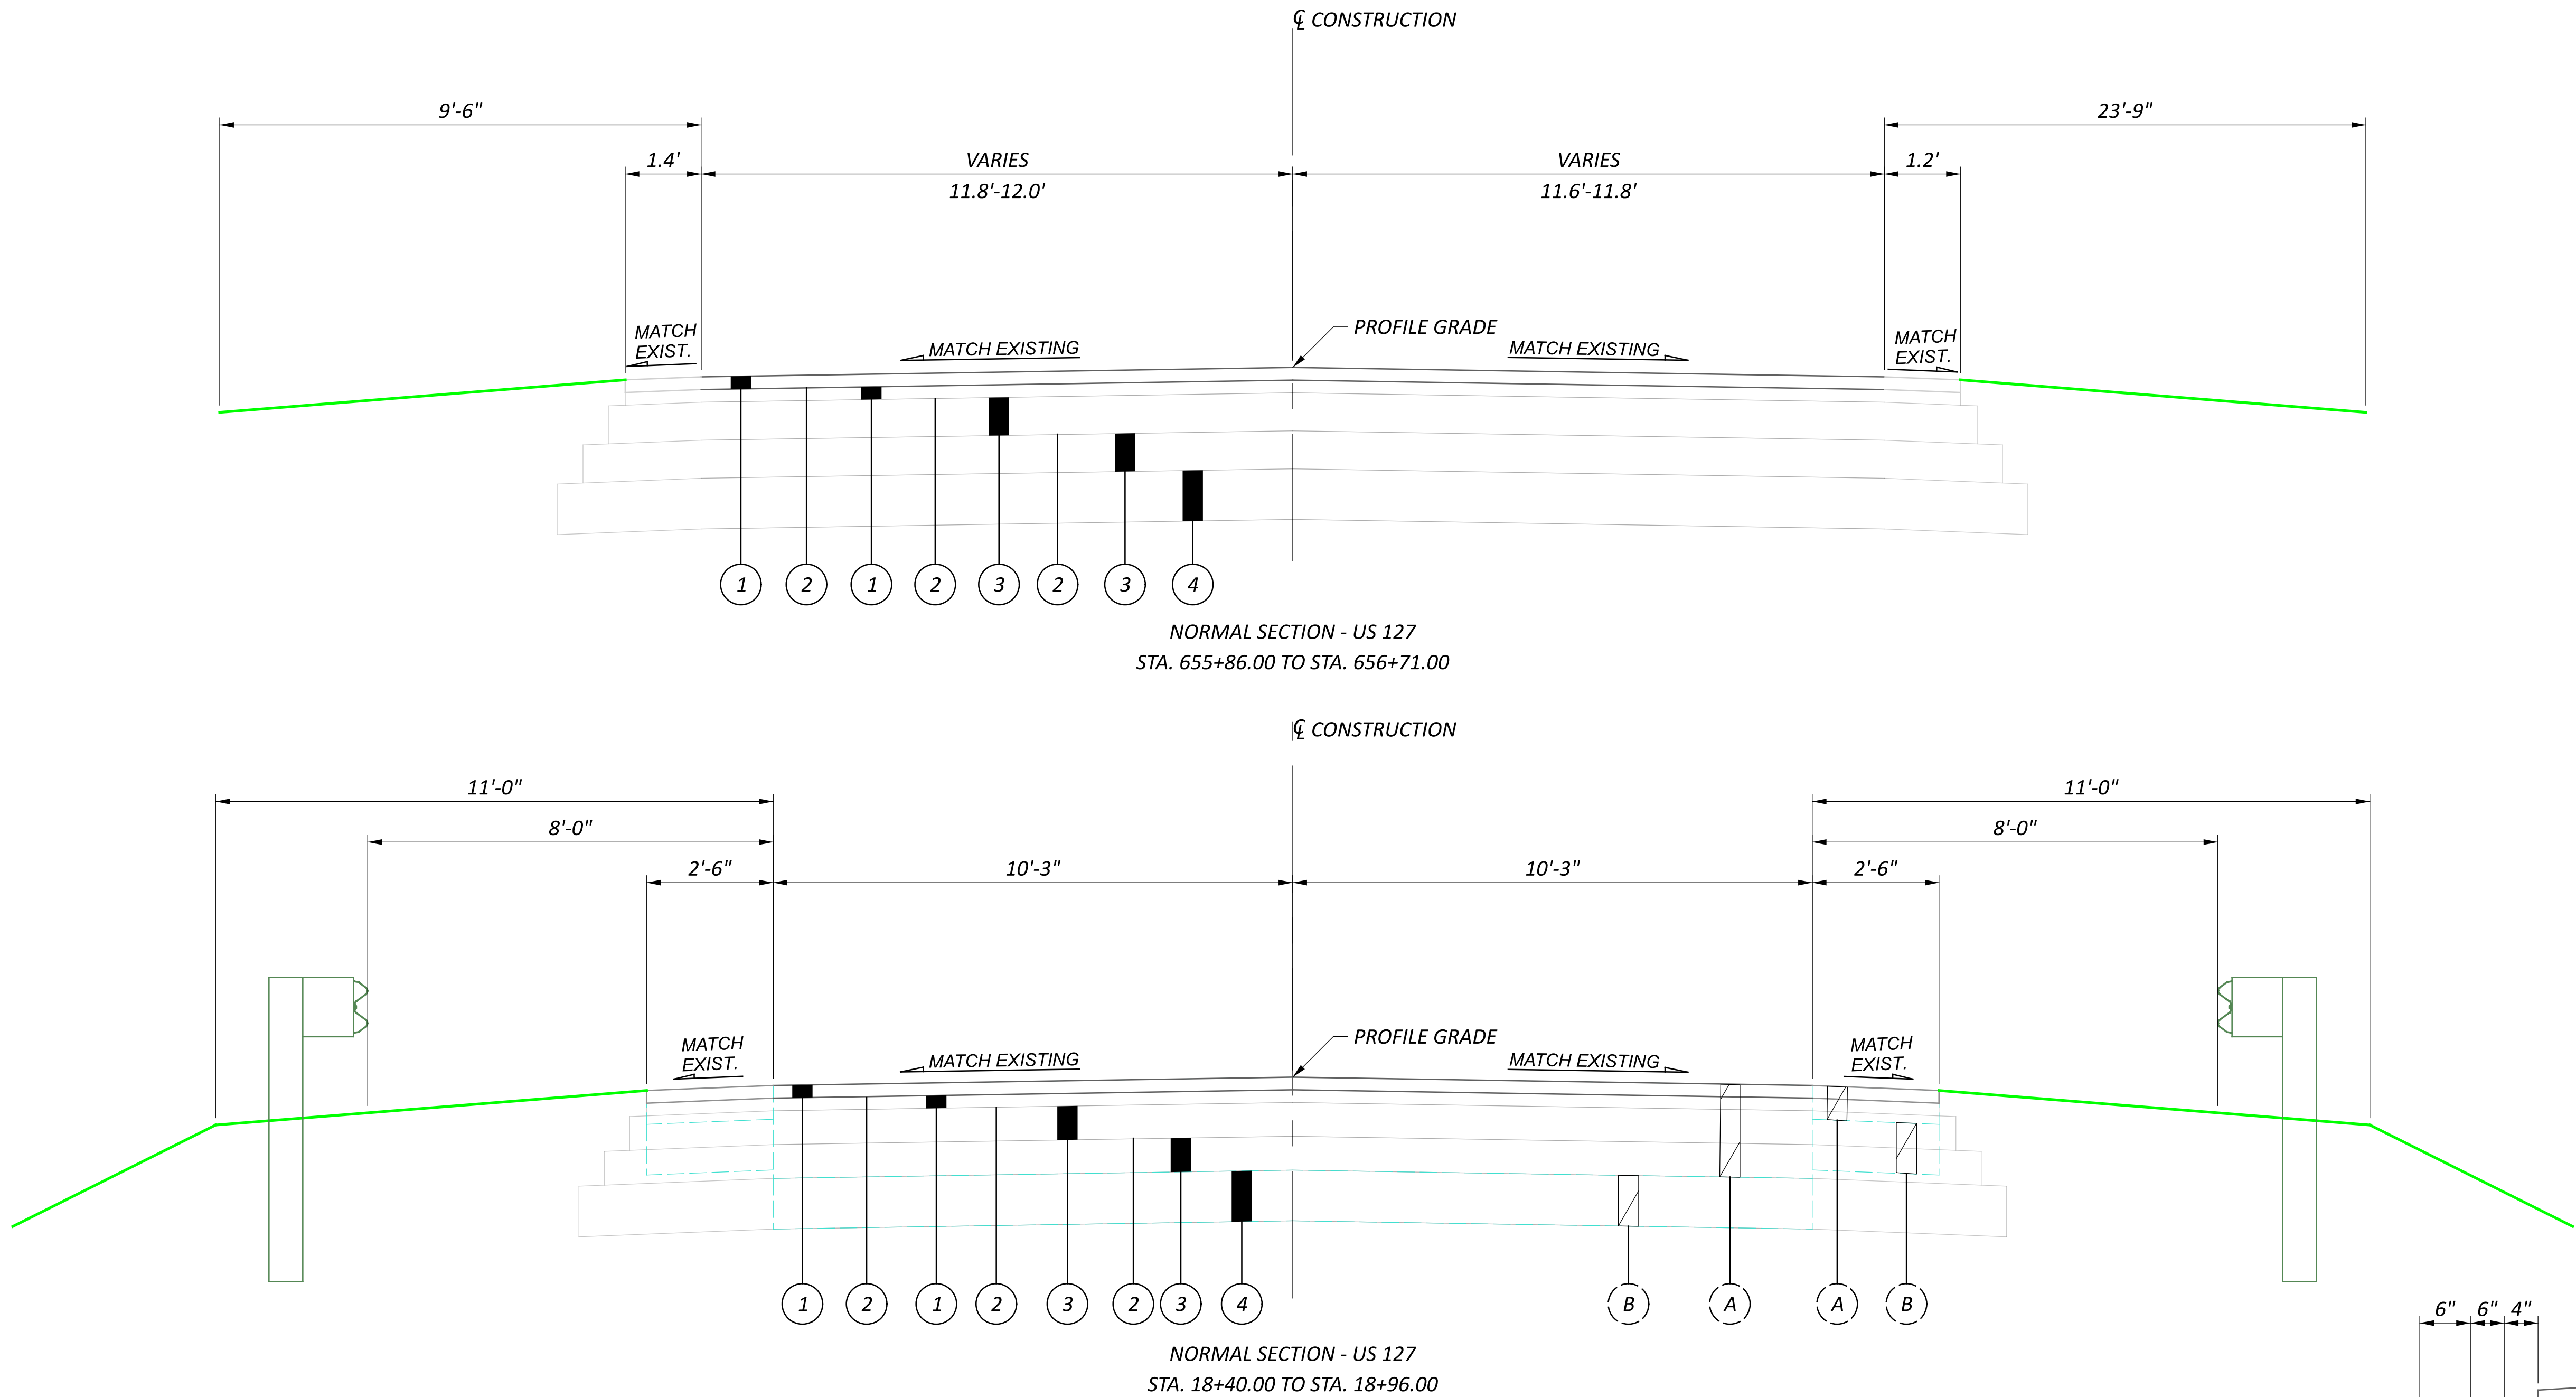 ℄ CONSTRUCTION
9'-6"
23'-9"
1.4'
VARIES
11.8'-12.0'
VARIES
11.6'-11.8'
1.2'
MATCH
EXIST.
MATCH EXISTING
PROFILE GRADE
MATCH EXISTING
MATCH
EXIST.
1 2 1 2 3 2 3 4
NORMAL SECTION - US 127
STA. 655+86.00 TO STA. 656+71.00
℄ CONSTRUCTION
11'-0"
11'-0"
8'-0"
8'-0"
2'-6"
10'-3"
10'-3"
2'-6"
MATCH
EXIST.
MATCH EXISTING
PROFILE GRADE
MATCH EXISTING
MATCH
EXIST.
1 2 1 2 3 2 3 4 B A A B
6" 6" 4"
NORMAL SECTION - US 127
STA. 18+40.00 TO STA. 18+96.00